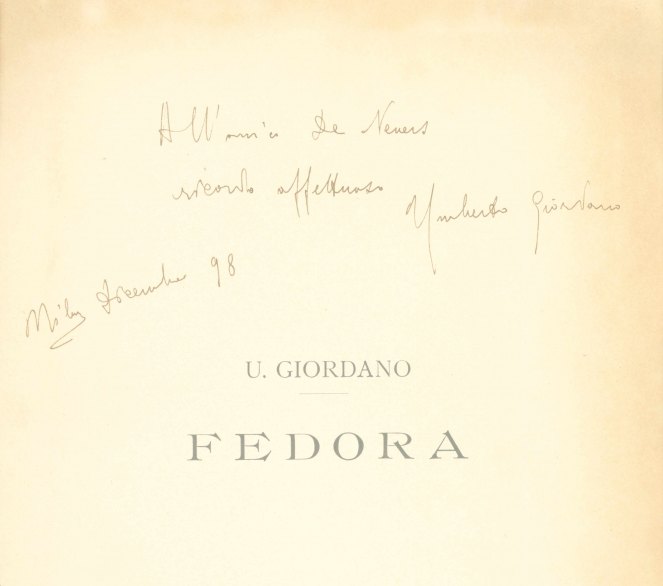 All'amico De Nevers
ricordo affettuoso
Umberto Giordano
Milano Dicembre 98
U. GIORDANO
FEDORA